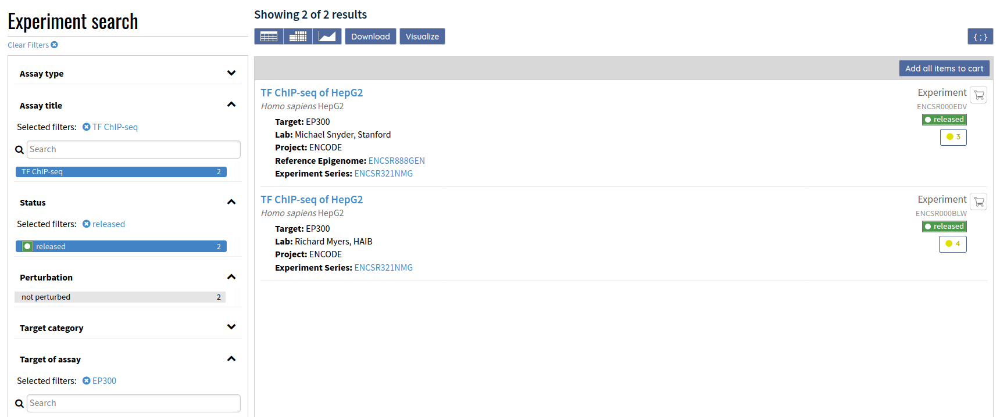 Experiment search
Clear Filters
Assay type
Assay title
Selected filters: TF ChIP-seq
Search
TF ChIP-seq 2
Status
Selected filters: released
released 2
Perturbation
not perturbed 2
Target category
Target of assay
Selected filters: EP300
Search
Showing 2 of 2 results
Download
Visualize
{ ; }
Add all items to cart
TF ChIP-seq of HepG2
Homo sapiens HepG2
Target: EP300
Lab: Michael Snyder, Stanford
Project: ENCODE
Reference Epigenome: ENCSR888GEN
Experiment Series: ENCSR321NMG
Experiment
ENCSR000EDV
released
3
TF ChIP-seq of HepG2
Homo sapiens HepG2
Target: EP300
Lab: Richard Myers, HAIB
Project: ENCODE
Experiment Series: ENCSR321NMG
Experiment
ENCSR000BLW
released
4